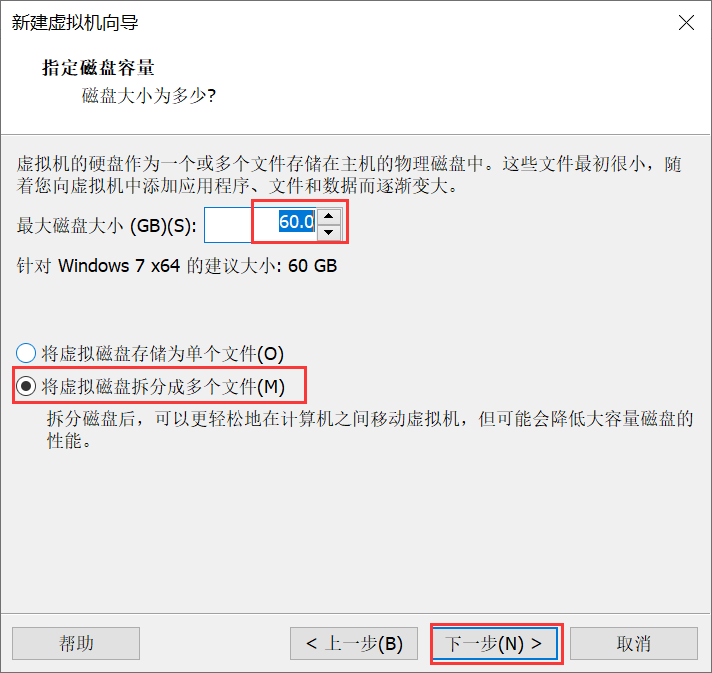 新建虚拟机向导
指定磁盘容量
磁盘大小为多少?
虚拟机的硬盘作为一个或多个文件存储在主机的物理磁盘中。这些文件最初很小，随
着您向虚拟机中添加应用程序、文件和数据而逐渐变大。
最大磁盘大小 (GB)(S): 60.0
针对 Windows 7 x64 的建议大小: 60 GB
将虚拟磁盘存储为单个文件(O)
将虚拟磁盘拆分成多个文件(M)
拆分磁盘后，可以更轻松地在计算机之间移动虚拟机，但可能会降低大容量磁盘的
性能。
帮助 < 上一步(B) 下一步(N) > 取消